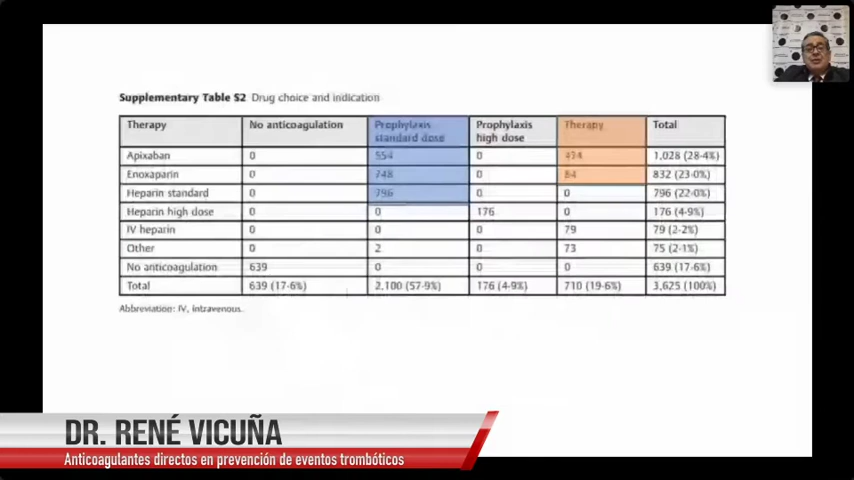 Supplementary Table S2 Drug choice and indication
Therapy No anticoagulation Prophylaxis standard dose Prophylaxis high dose Therapy Total
Apixaban 0 554 0 474 1,028 (28·4%)
Enoxaparin 0 748 0 84 832 (23·0%)
Heparin standard 0 796 0 0 796 (22·0%)
Heparin high dose 0 0 176 0 176 (4·9%)
IV heparin 0 0 0 79 79 (2·2%)
Other 0 2 0 73 75 (2·1%)
No anticoagulation 639 0 0 0 639 (17·6%)
Total 639 (17·6%) 2,100 (57·9%) 176 (4·9%) 710 (19·6%) 3,625 (100%)
Abbreviation: IV, intravenous.
DR. RENÉ VICUÑA
Anticoagulantes directos en prevención de eventos trombóticos